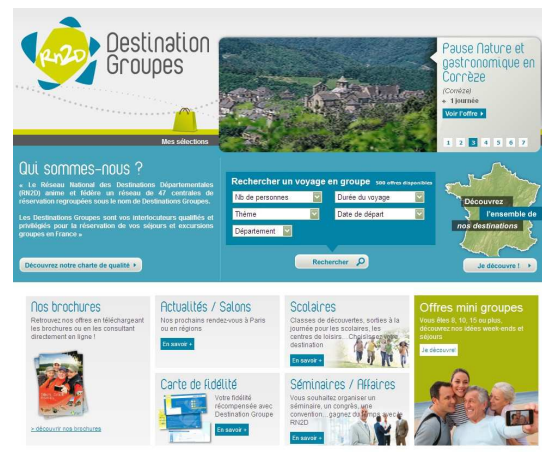 Rn2D
Destination
Groupes
Pause Nature et
gastronomique en
Corrèze
(Corrèze)
1 journée
Voir l'offre
1 2 3 4 5 6 7
Mes sélections
Qui sommes-nous ?
« Le Réseau National des Destinations Départementales
(RN2D) anime et fédère un réseau de 47 centrales de
réservation regroupées sous le nom de Destinations Groupes.
Les Destinations Groupes sont vos interlocuteurs qualifiés et
privilégiés pour la réservation de vos séjours et excursions
groupes en France »
Découvrez notre charte de qualité
Rechercher un voyage en groupe 500 offres disponibles
Nb de personnes
Durée du voyage
Thème
Date de départ
Département
Rechercher
Découvrez
l'ensemble de
nos destinations
Je découvre !
Nos brochures
Retrouvez nos offres en téléchargeant
les brochures ou en les consultant
directement en ligne !
> découvrir nos brochures
Actualités / Salons
Nos prochains rendez-vous à Paris
ou en régions
En savoir +
Carte de fidélité
Votre fidélité
récompensée avec
Destination Groupe
En savoir +
Scolaires
Classes de découvertes, sorties à la
journée pour les scolaires, les
centres de loisirs... Choisissez votre
destination
En savoir +
Séminaires / Affaires
Vous souhaitez organiser un
séminaire, un congrès, une
convention...gagnez du temps avec le
RN2D
En savoir +
Offres mini groupes
Vous êtes 8, 10, 15 ou plus,
découvrez nos idées week-ends et
séjours
Je découvre!